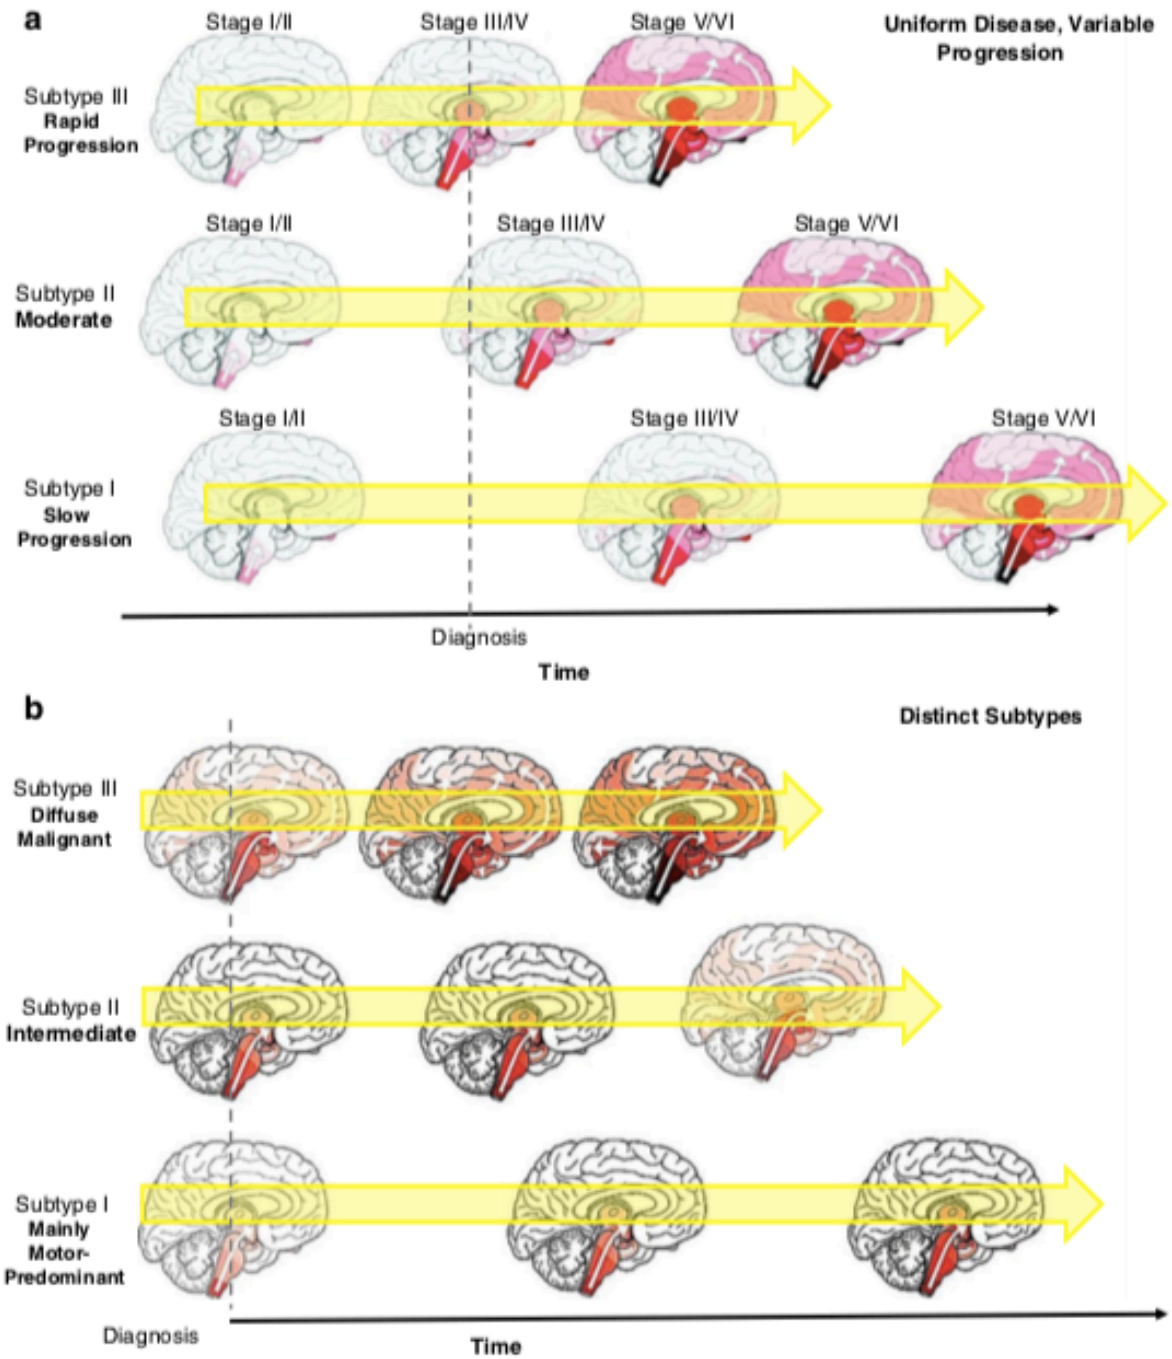 a
Stage I/II
Stage III/IV
Stage V/VI
Uniform Disease, Variable
Progression
Subtype III
Rapid
Progression
Stage I/II
Stage III/IV
Stage V/VI
Subtype II
Moderate
Stage I/II
Stage III/IV
Stage V/VI
Subtype I
Slow
Progression
Diagnosis
Time
b
Distinct Subtypes
Subtype III
Diffuse
Malignant
Subtype II
Intermediate
Subtype I
Mainly
Motor-
Predominant
Diagnosis
Time